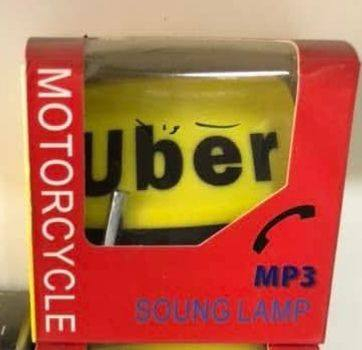 MOTORCYCLE
Uber
MP3
SOUNG LAMP